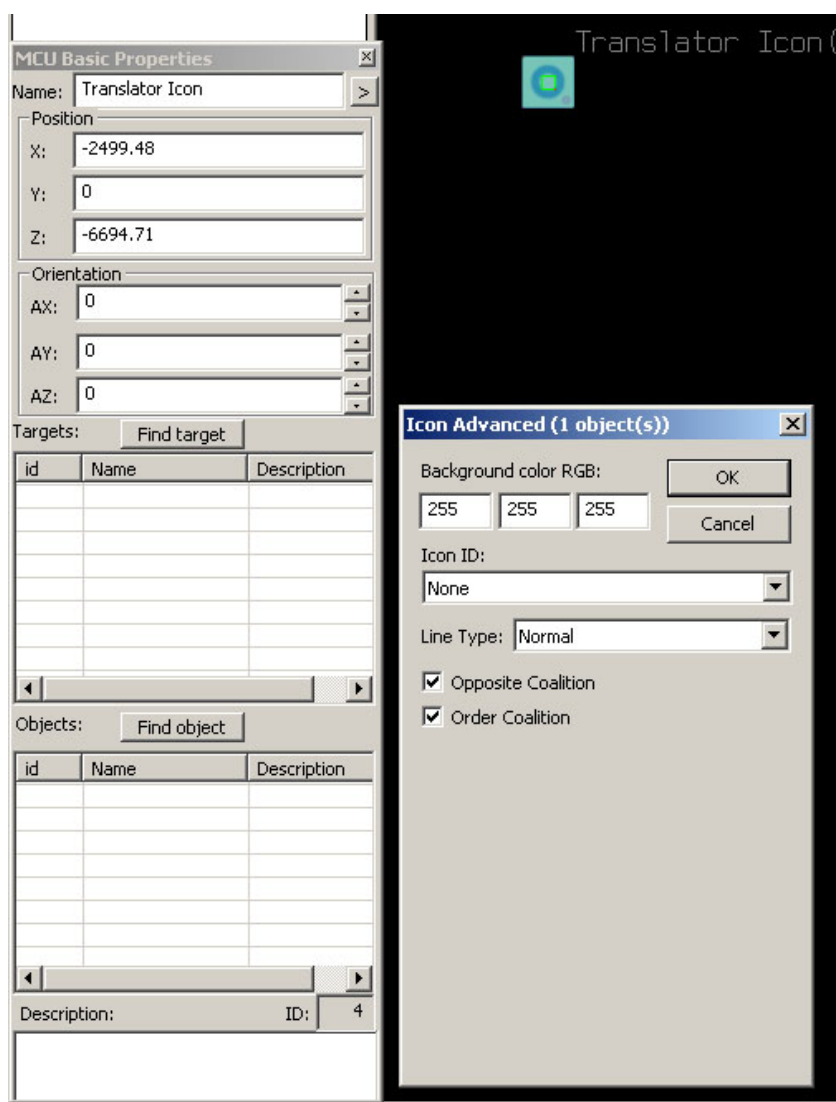 Translator Icon(
MCU Basic Properties
Name: Translator Icon >
Position
X: -2499.48
Y: 0
Z: -6694.71
Orientation
AX: 0
AY: 0
AZ: 0
Targets: Find target
id Name Description
Objects: Find object
id Name Description
Description: ID: 4
Icon Advanced (1 object(s))
Background color RGB:
255 255 255
OK
Cancel
Icon ID:
None
Line Type: Normal
Opposite Coalition
Order Coalition